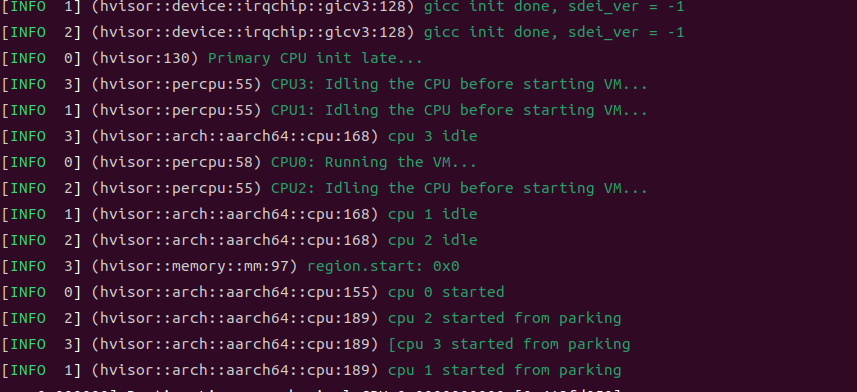 [INFO  1] (hvisor::device::irqchip::gicv3:128) gicc init done, sdei_ver = -1
[INFO  2] (hvisor::device::irqchip::gicv3:128) gicc init done, sdei_ver = -1
[INFO  0] (hvisor:130) Primary CPU init late...
[INFO  3] (hvisor::percpu:55) CPU3: Idling the CPU before starting VM...
[INFO  1] (hvisor::percpu:55) CPU1: Idling the CPU before starting VM...
[INFO  3] (hvisor::arch::aarch64::cpu:168) cpu 3 idle
[INFO  0] (hvisor::percpu:58) CPU0: Running the VM...
[INFO  2] (hvisor::percpu:55) CPU2: Idling the CPU before starting VM...
[INFO  1] (hvisor::arch::aarch64::cpu:168) cpu 1 idle
[INFO  2] (hvisor::arch::aarch64::cpu:168) cpu 2 idle
[INFO  3] (hvisor::memory::mm:97) region.start: 0x0
[INFO  0] (hvisor::arch::aarch64::cpu:155) cpu 0 started
[INFO  2] (hvisor::arch::aarch64::cpu:189) cpu 2 started from parking
[INFO  3] (hvisor::arch::aarch64::cpu:189) [cpu 3 started from parking
[INFO  1] (hvisor::arch::aarch64::cpu:189) cpu 1 started from parking